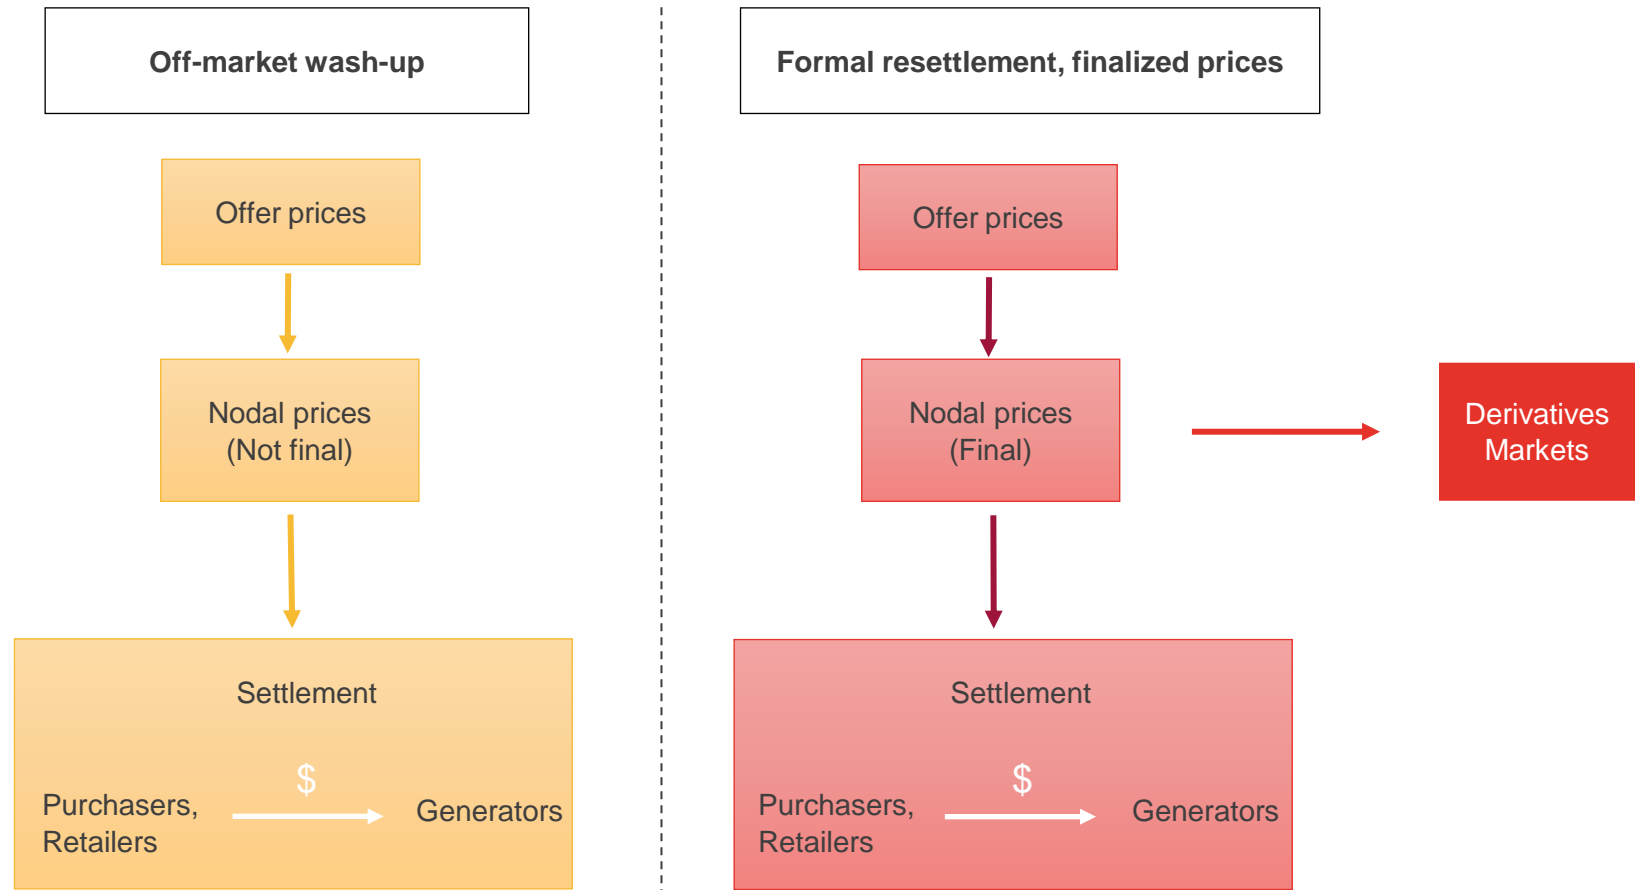 Off-market wash-up
Offer prices
Nodal prices
(Not final)
Settlement
$
Purchasers,
Retailers
Generators
Formal resettlement, finalized prices
Offer prices
Nodal prices
(Final)
Derivatives
Markets
Settlement
$
Purchasers,
Retailers
Generators